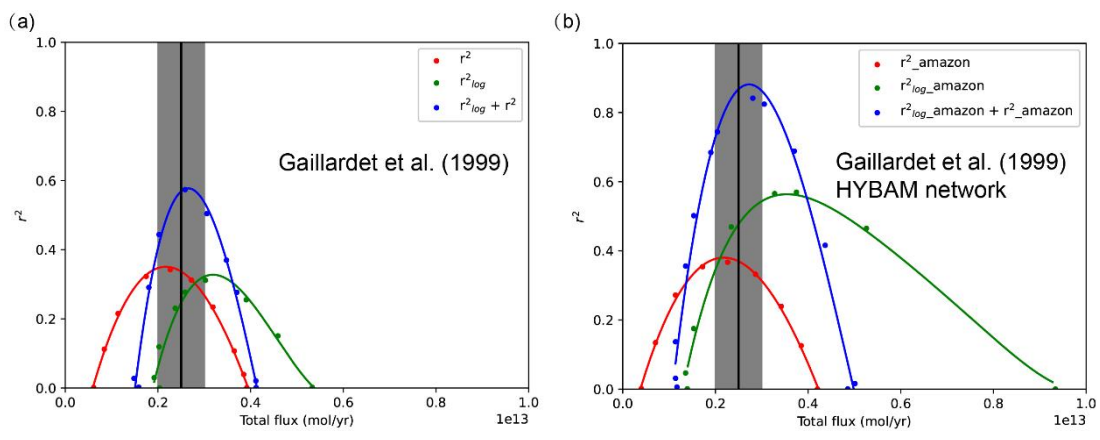 (a)
1.0
0.8
0.6
0.4
0.2
0.0
r²
r²
r²log
r²log + r²
Gaillardet et al. (1999)
0.0 0.2 0.4 0.6 0.8 1.0
Total flux (mol/yr)
1e13
(b)
1.0
0.8
0.6
0.4
0.2
0.0
r²
r²_amazon
r²log_amazon
r²log_amazon + r²_amazon
Gaillardet et al. (1999)
HYBAM network
0.0 0.2 0.4 0.6 0.8 1.0
Total flux (mol/yr)
1e13